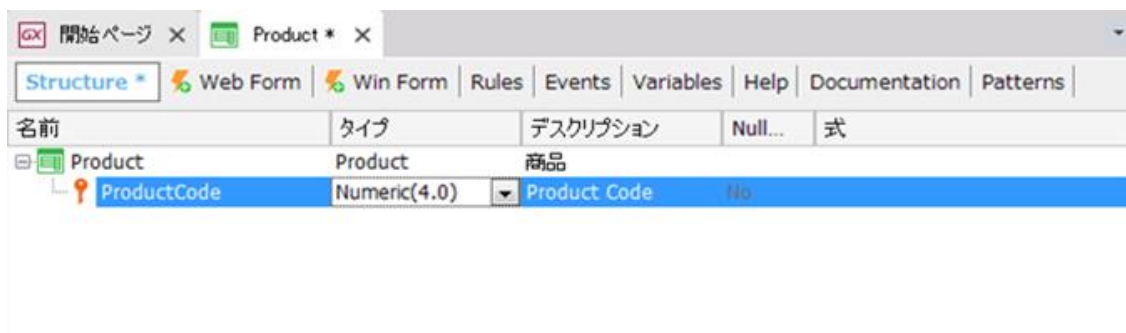 GX 開始ページ Product *
Structure * Web Form Win Form Rules Events Variables Help Documentation Patterns
名前 タイプ デスクリプション Null... 式
Product Product 商品
ProductCode Numeric(4.0) Product Code No